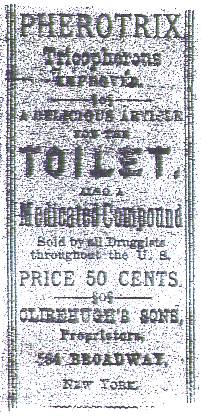 PHEROTRIX
Tricopherous
IMPROVED.
A DELICIOUS ARTICLE
FOR THE
TOILET.
ALSO A
Medicated Compound
Sold by all Druggists
throughout the U. S.
PRICE 50 CENTS.
CLIREHUGH'S SONS,
Proprietors,
BROADWAY,
NEW YORK.